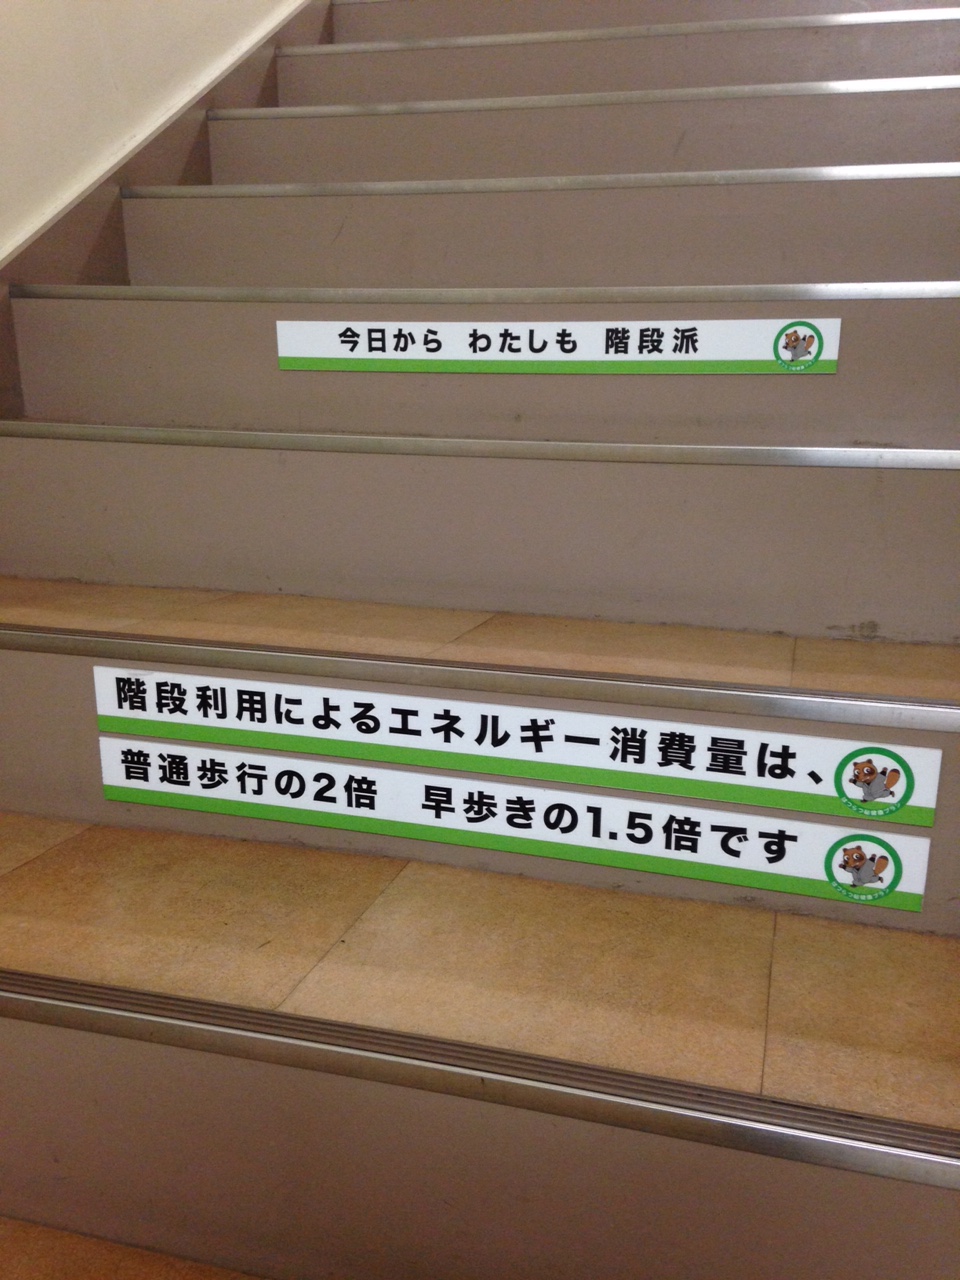 今日から わたしも 階段派
階段利用によるエネルギー消費量は、
普通歩行の2倍 早歩きの1.5倍です